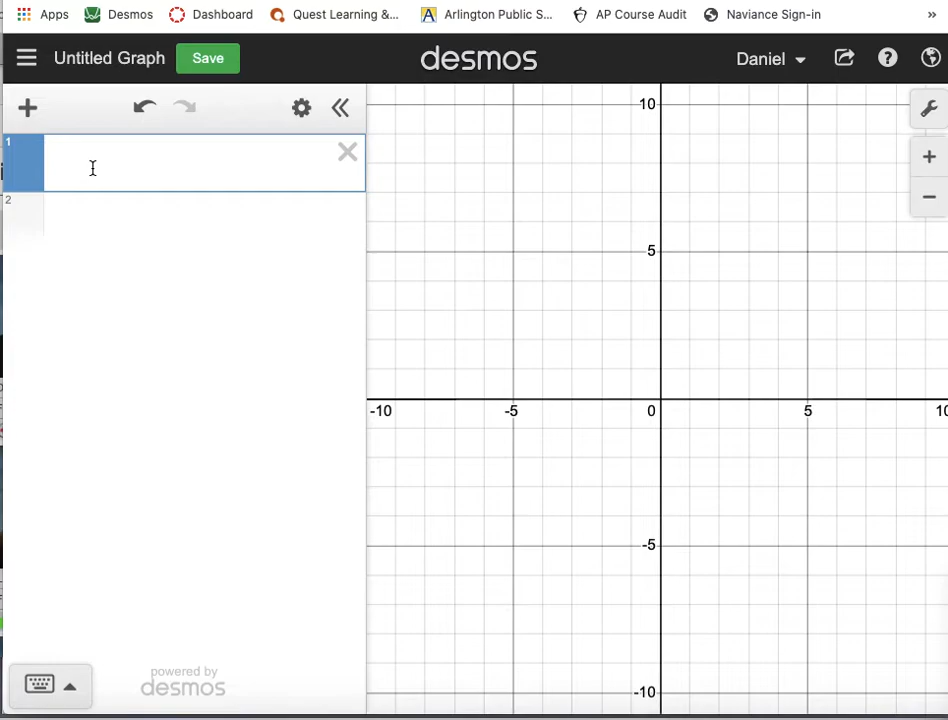 Apps Desmos Dashboard Quest Learning &... Arlington Public S... AP Course Audit Naviance Sign-in »
Untitled Graph Save desmos Daniel
1
2
10
5
-10 -5 0 5 10
-5
-10
powered by
desmos